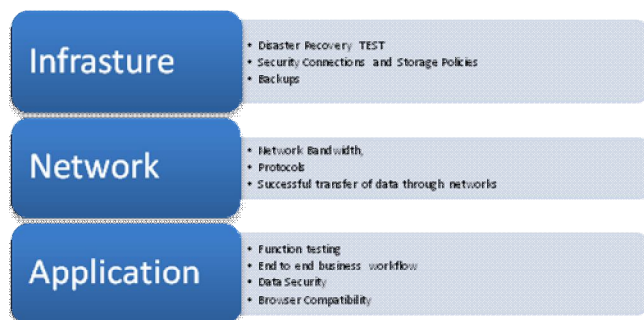 Infrasture
• Disaster Recovery TEST
• Security Connections and Storage Policies
• Backups
Network
• Network Bandwidth,
• Protocols
• Successful transfer of data through networks
Application
• Function testing
• End to end business workflow
• Data Security
• Browser Compatibility